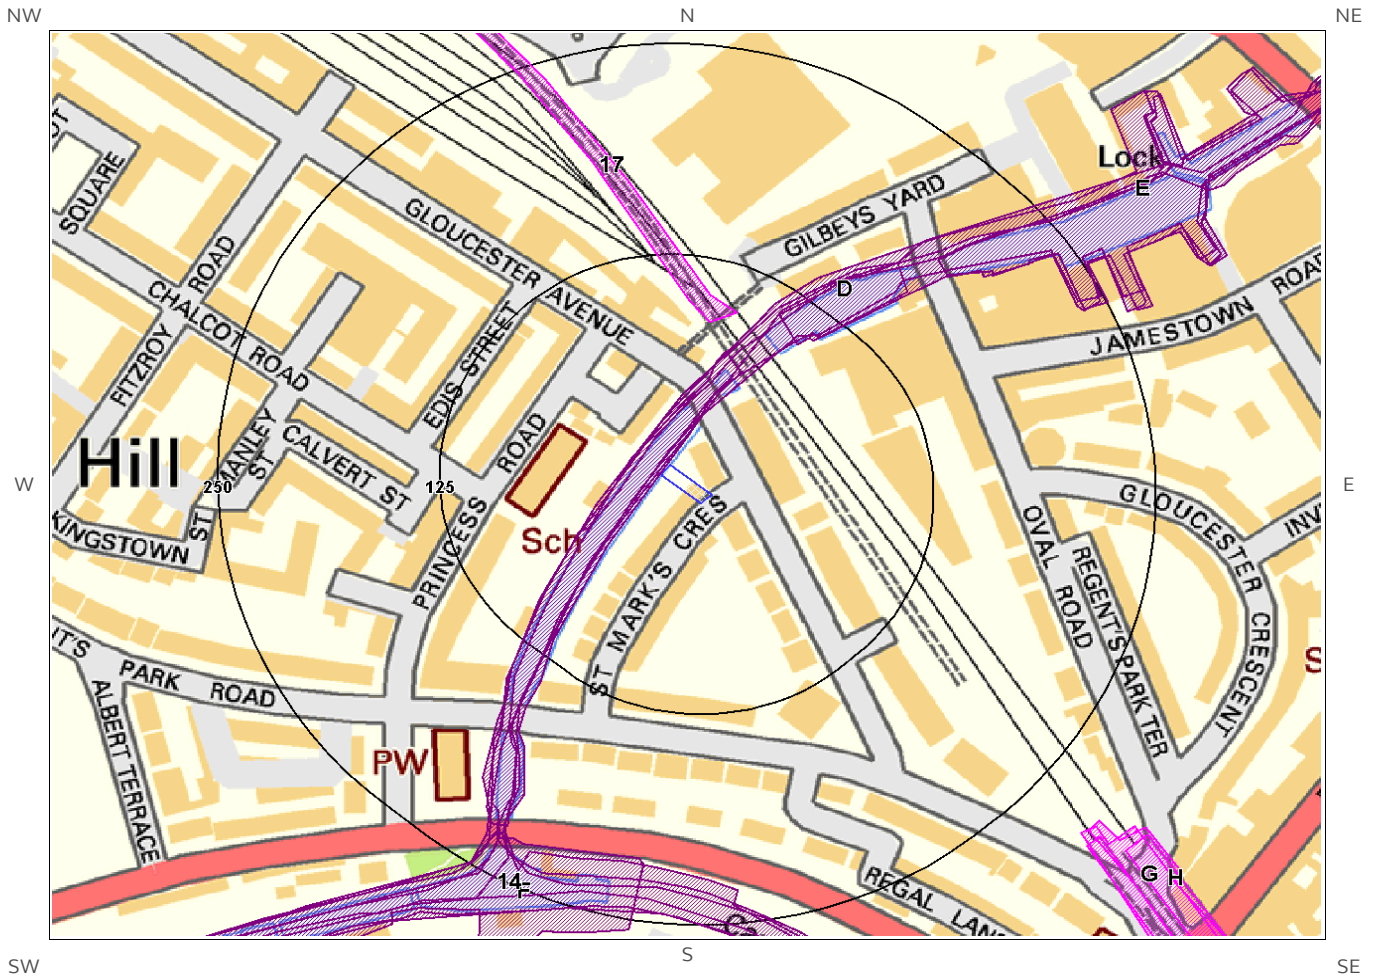 NW
N
NE
17
Lock
E
SQUARE
GLOUCESTER AVENUE
GILBEYS YARD
ROAD
FITZROY
CHALCOT ROAD
D
JAMESTOWN
EDIS STREET
MANLEY
ST
CALVERT ST
ROAD
PRINCESS
Hill
W
250
125
E
KINGSTOWN
ST
Sch
ST MARK'S CRES
GLOUCESTER
CRESCENT
OVAL ROAD
REGENT'S PARK TER
PARK ROAD
ALBERT TERRACE
PW
14
F
G
H
REGAL
SW
S
SE